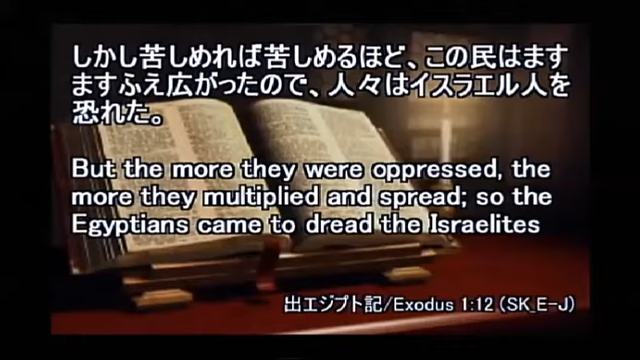 しかし苦しめれば苦しめるほど、この民はます
ますふえ広がったので、人々はイスラエル人を
恐れた。
But the more they were oppressed, the
more they multiplied and spread; so the
Egyptians came to dread the Israelites
出エジプト記/Exodus 1:12 (SK_E-J)